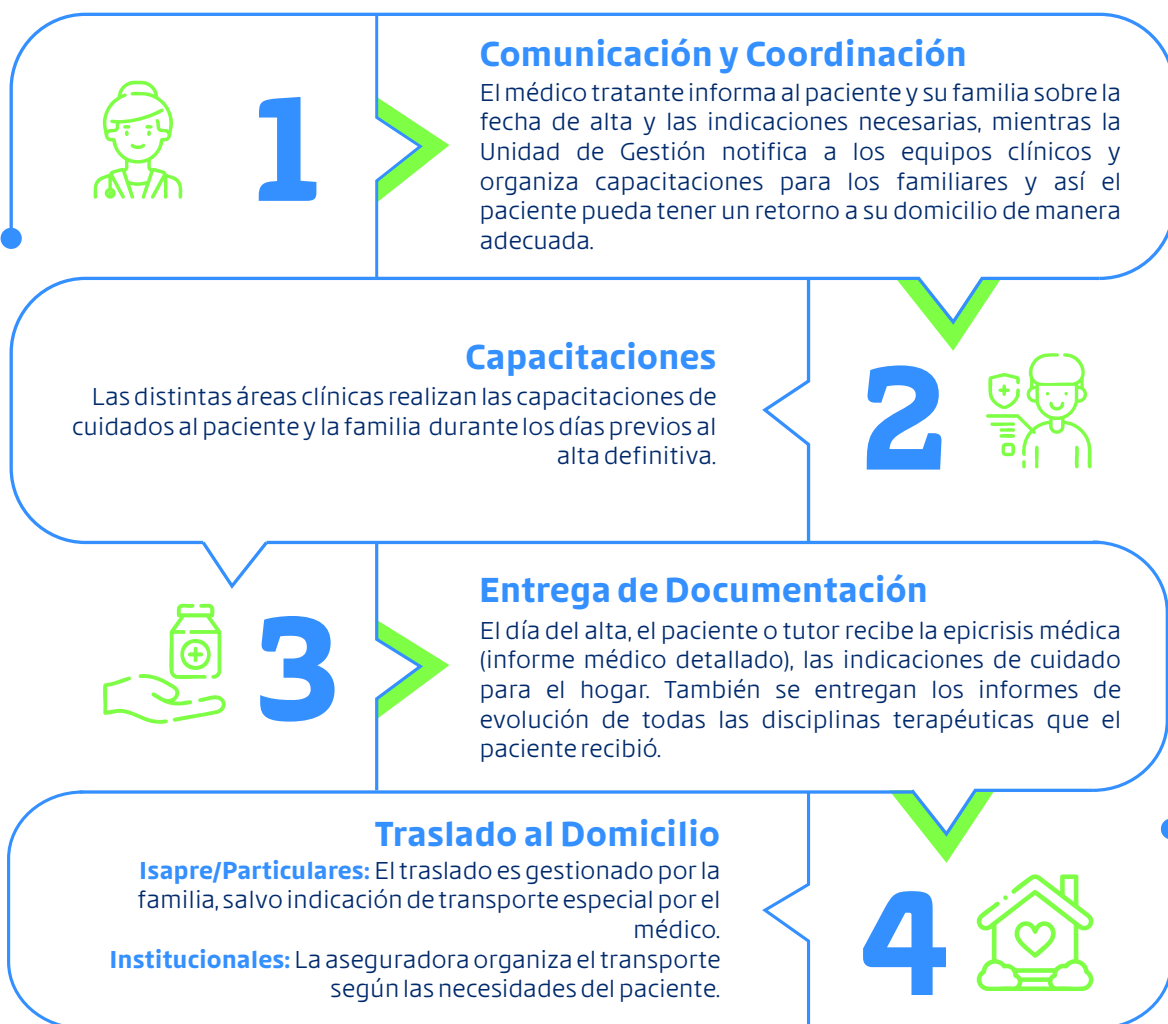 1
Comunicación y Coordinación
El médico tratante informa al paciente y su familia sobre la
fecha de alta y las indicaciones necesarias, mientras la
Unidad de Gestión notifica a los equipos clínicos y
organiza capacitaciones para los familiares y así el
paciente pueda tener un retorno a su domicilio de manera
adecuada.
Capacitaciones
Las distintas áreas clínicas realizan las capacitaciones de
cuidados al paciente y la familia durante los días previos al
alta definitiva.
2
3
Entrega de Documentación
El día del alta, el paciente o tutor recibe la epicrisis médica
(informe médico detallado), las indicaciones de cuidado
para el hogar. También se entregan los informes de
evolución de todas las disciplinas terapéuticas que el
paciente recibió.
Traslado al Domicilio
Isapre/Particulares: El traslado es gestionado por la
familia, salvo indicación de transporte especial por el
médico.
Institucionales: La aseguradora organiza el transporte
según las necesidades del paciente.
4